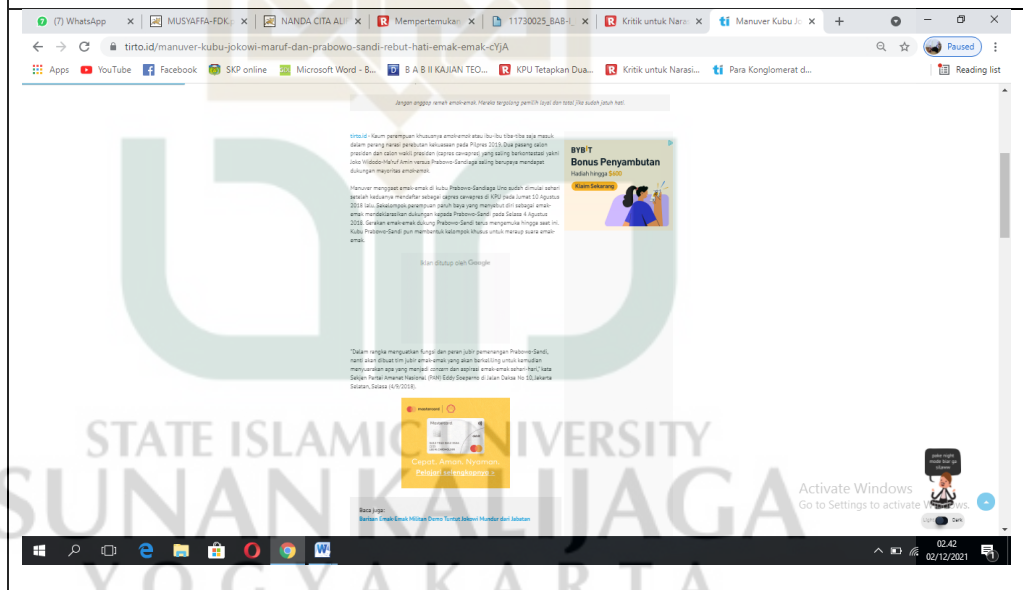 (7) WhatsApp
MUSYAFFA-FDK.p
NANDA CITA AU
Mempertemukan
11730025_BAB-I_
Kritik untuk Naras
Manuver Kubu Jo
tirto.id/manuver-kubu-jokowi-maruf-dan-prabowo-sandi-rebut-hati-emak-emak-cYjA
Paused
Apps
YouTube
Facebook
SKP online
Microsoft Word - B...
B A B II KAJIAN TEO...
KPU Tetapkan Dua...
Kritik untuk Narasi...
Para Konglomerat d...
Reading list
Jangan anggap remeh emak-emak. Mereka tergolong pemilih loyal dan total jika sudah jatuh hati.
tirto.id - Kaum perempuan khususnya emak-emak atau ibu-ibu tiba-tiba saja masuk
dalam perang narasi perebutan kekuasaan pada Pilpres 2019. Dua pasang calon
presiden dan calon wakil presiden (capres-cawapres) yang saling berkontestasi yakni
Joko Widodo-Ma'ruf Amin versus Prabowo-Sandiaga saling berupaya mendapat
dukungan mayoritas emak-emak.
Manuver menggaet emak-emak di kubu Prabowo-Sandiaga Uno sudah dimulai sehari
setelah keduanya mendaftar sebagai capres cawapres di KPU pada Jumat 10 Agustus
2018 lalu. Sekelompok perempuan paruh baya yang menyebut diri sebagai emak-
emak mendeklarasikan dukungan kepada Prabowo-Sandi pada Selasa 4 Agustus
2018. Gerakan emak-emak dukung Prabowo-Sandi terus mengemuka hingga saat ini.
Kubu Prabowo-Sandi pun membentuk kelompok khusus untuk meraup suara emak-
emak.
BYBIT
Bonus Penyambutan
Hadiah hingga $600
Klaim Sekarang
Iklan ditutup oleh Google
"Dalam rangka menguatkan fungsi dan peran jubir pemenangan Prabowo-Sandi,
nanti akan dibuat tim jubir emak-emak yang akan berkeliling untuk kemudian
menyuarakan apa yang menjadi concern dan aspirasi emak-emak sehari-hari," kata
Sekjen Partai Amanat Nasional (PAN) Eddy Soeparno di Jalan Daksa No 10, Jakarta
Selatan, Selasa (4/9/2018).
mastercard
Cepat, Aman, Nyaman.
Pelajari selengkapnya >
Baca juga:
Barisan Emak-Emak Militan Demo Tuntut Jokowi Mundur dari Jabatan
Activate Windows
Go to Settings to activate Windows.
Dark
STATE ISLAMIC UNIVERSITY
SUNAN KALIJAGA
YOGYAKARTA
02.42
02/12/2021